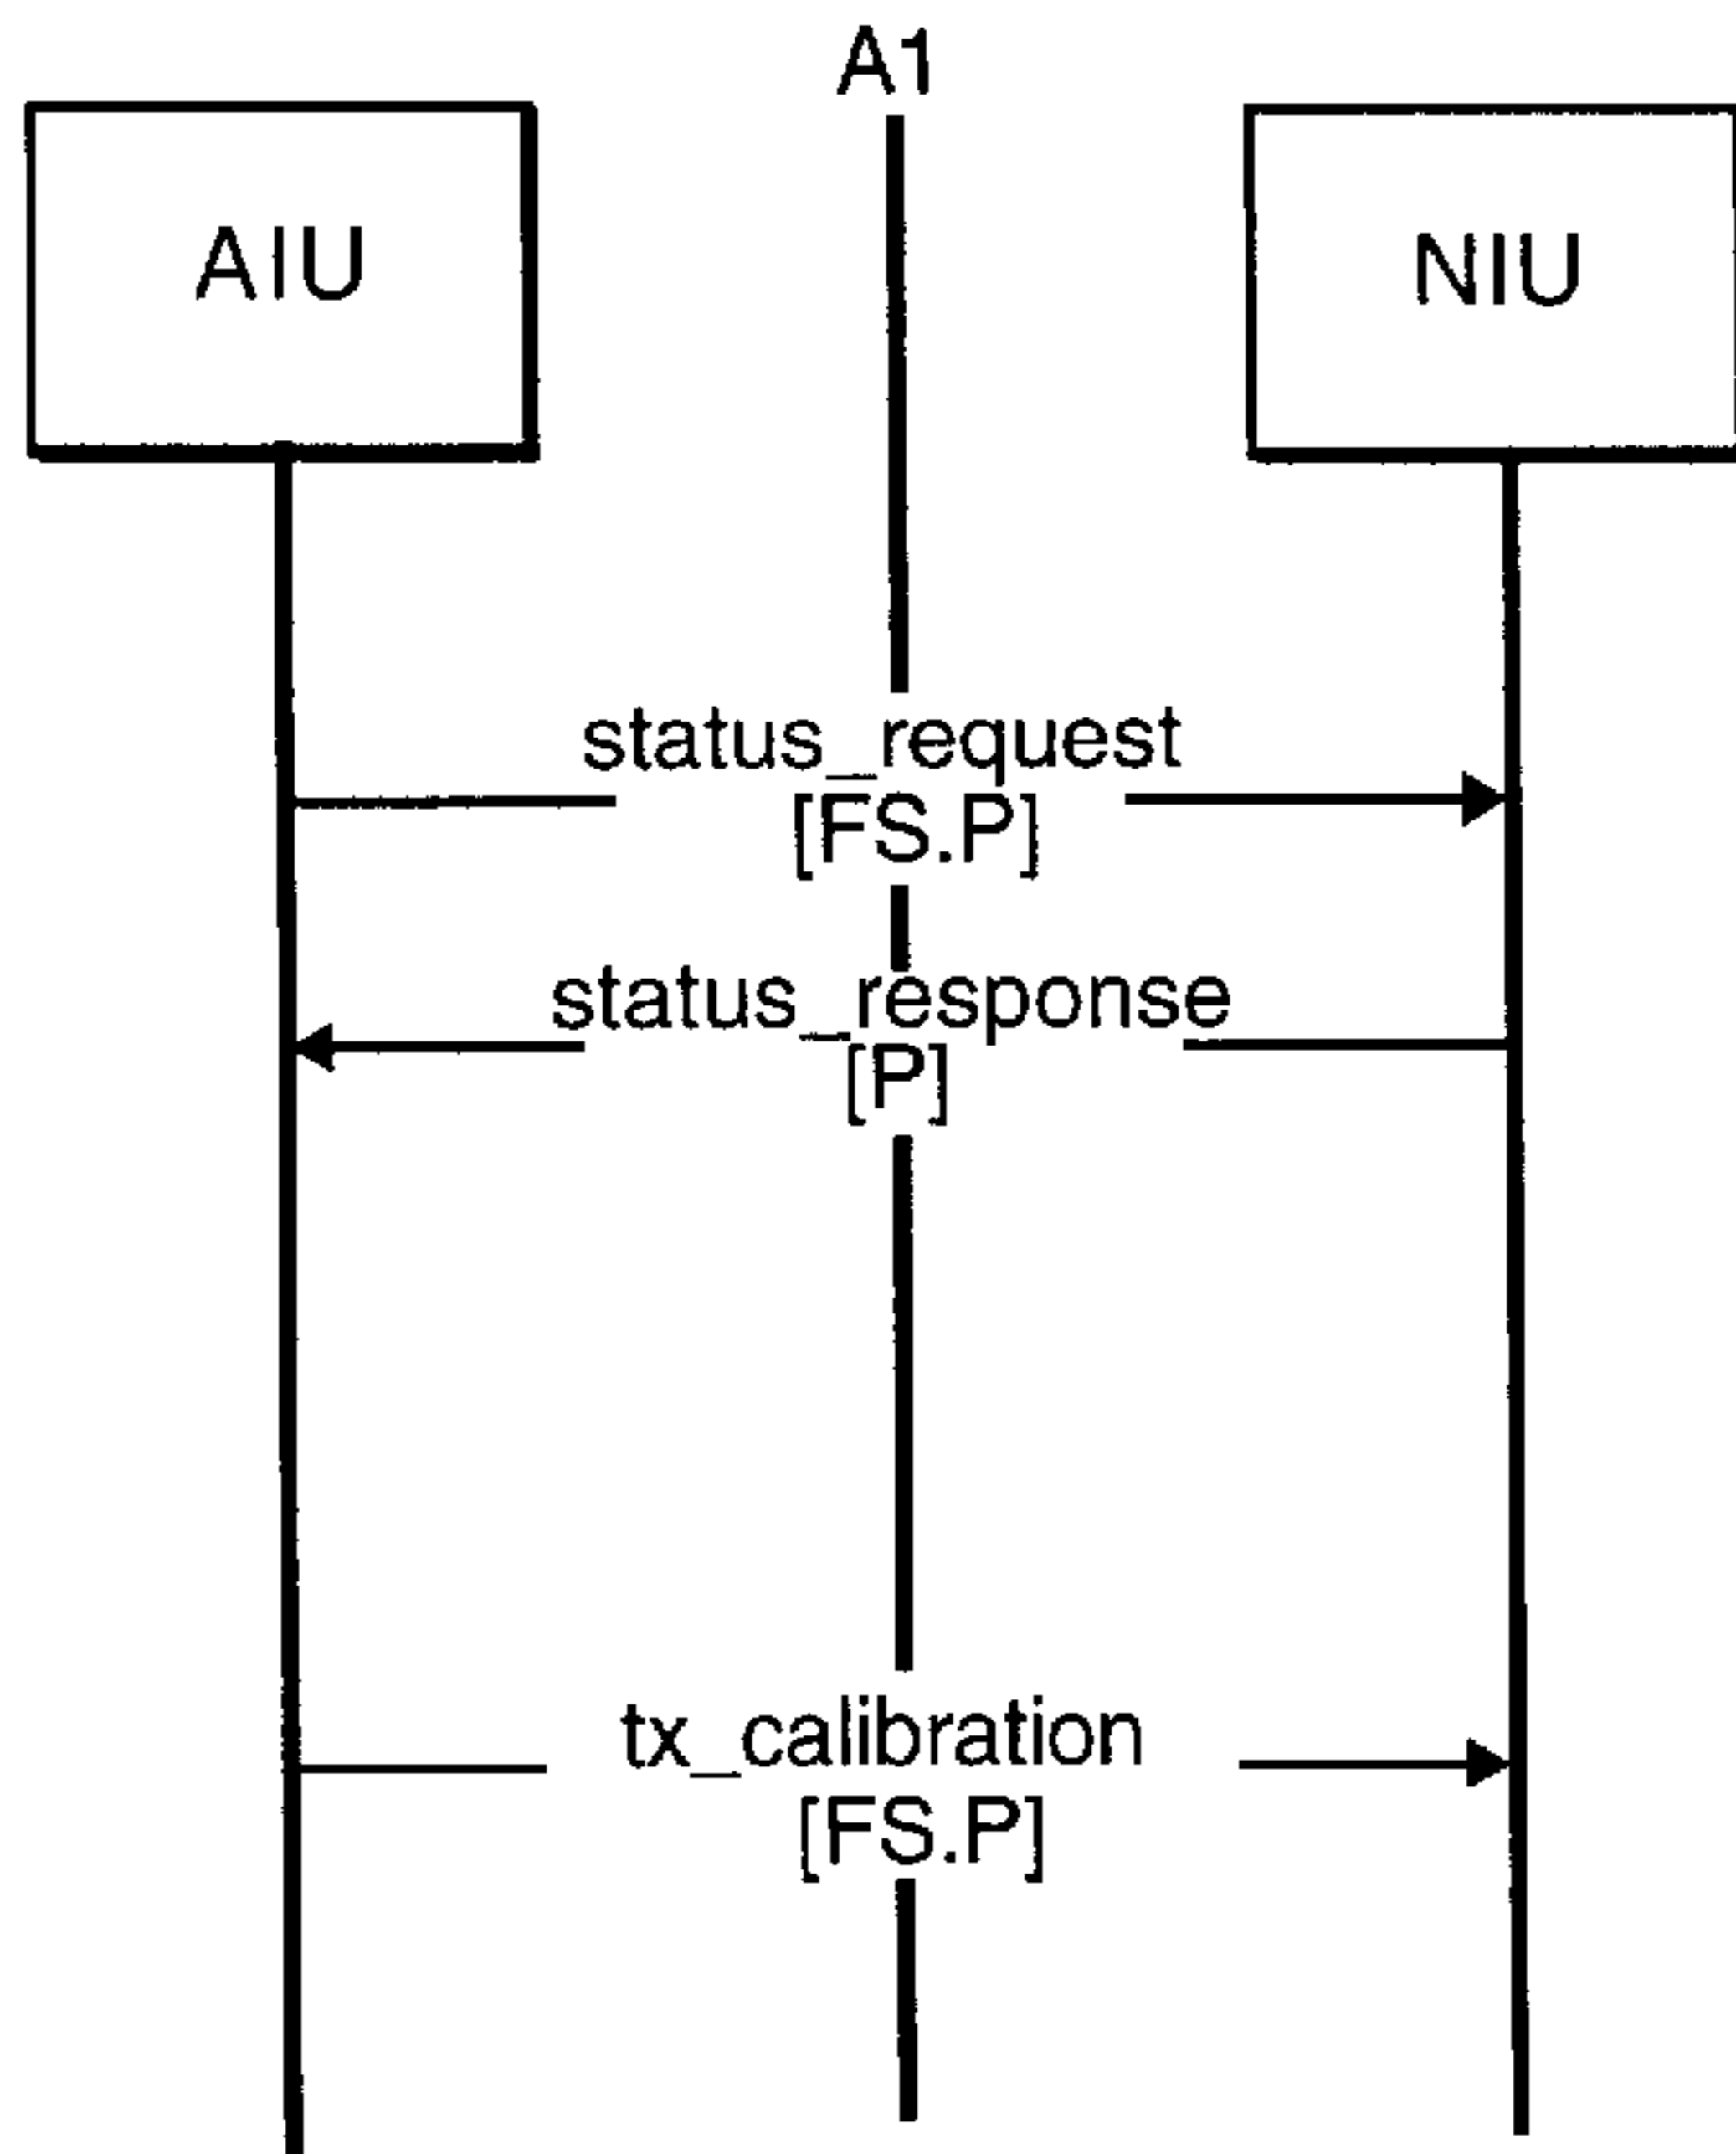 A1
AIU
NIU
status_request
[FS.P]
status_response
[P]
tx_calibration
[FS.P]